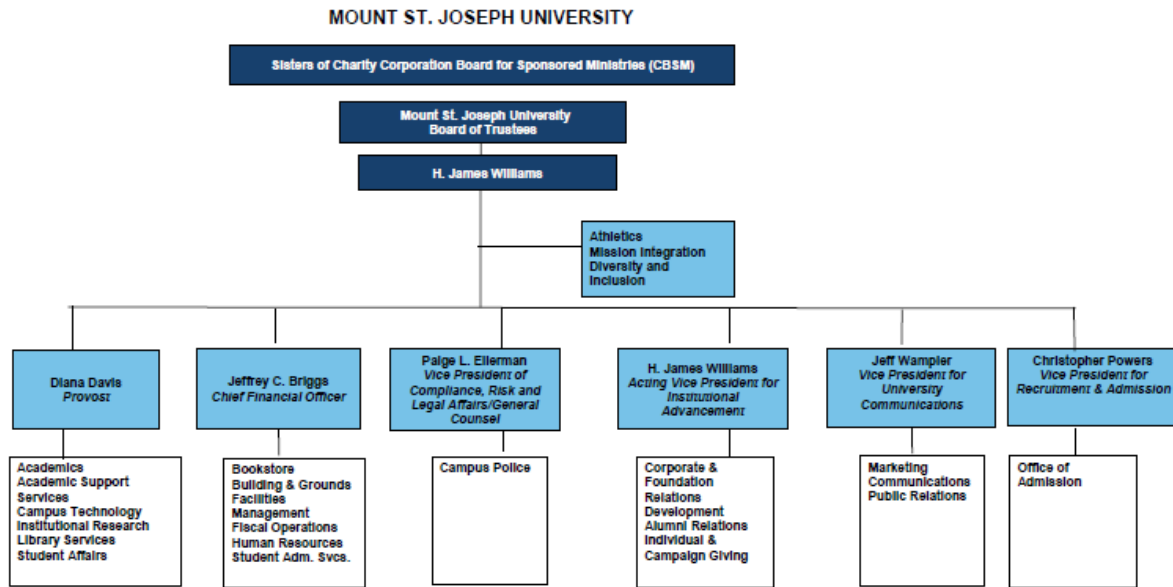 MOUNT ST. JOSEPH UNIVERSITY
Sisters of Charity Corporation Board for Sponsored Ministries (CBSM)
Mount St. Joseph University
Board of Trustees
H. James Williams
Athletics
Mission Integration
Diversity and
Inclusion
Diana Davis
Provost
Jeffrey C. Briggs
Chief Financial Officer
Paige L. Ellerman
Vice President of
Compliance, Risk and
Legal Affairs/General
Counsel
H. James Williams
Acting Vice President for
Institutional
Advancement
Jeff Wampler
Vice President for
University
Communications
Christopher Powers
Vice President for
Recruitment & Admission
Academics
Academic Support
Services
Campus Technology
Institutional Research
Library Services
Student Affairs
Bookstore
Building & Grounds
Facilities
Management
Fiscal Operations
Human Resources
Student Adm. Svcs.
Campus Police
Corporate &
Foundation
Relations
Development
Alumni Relations
Individual &
Campaign Giving
Marketing
Communications
Public Relations
Office of
Admission